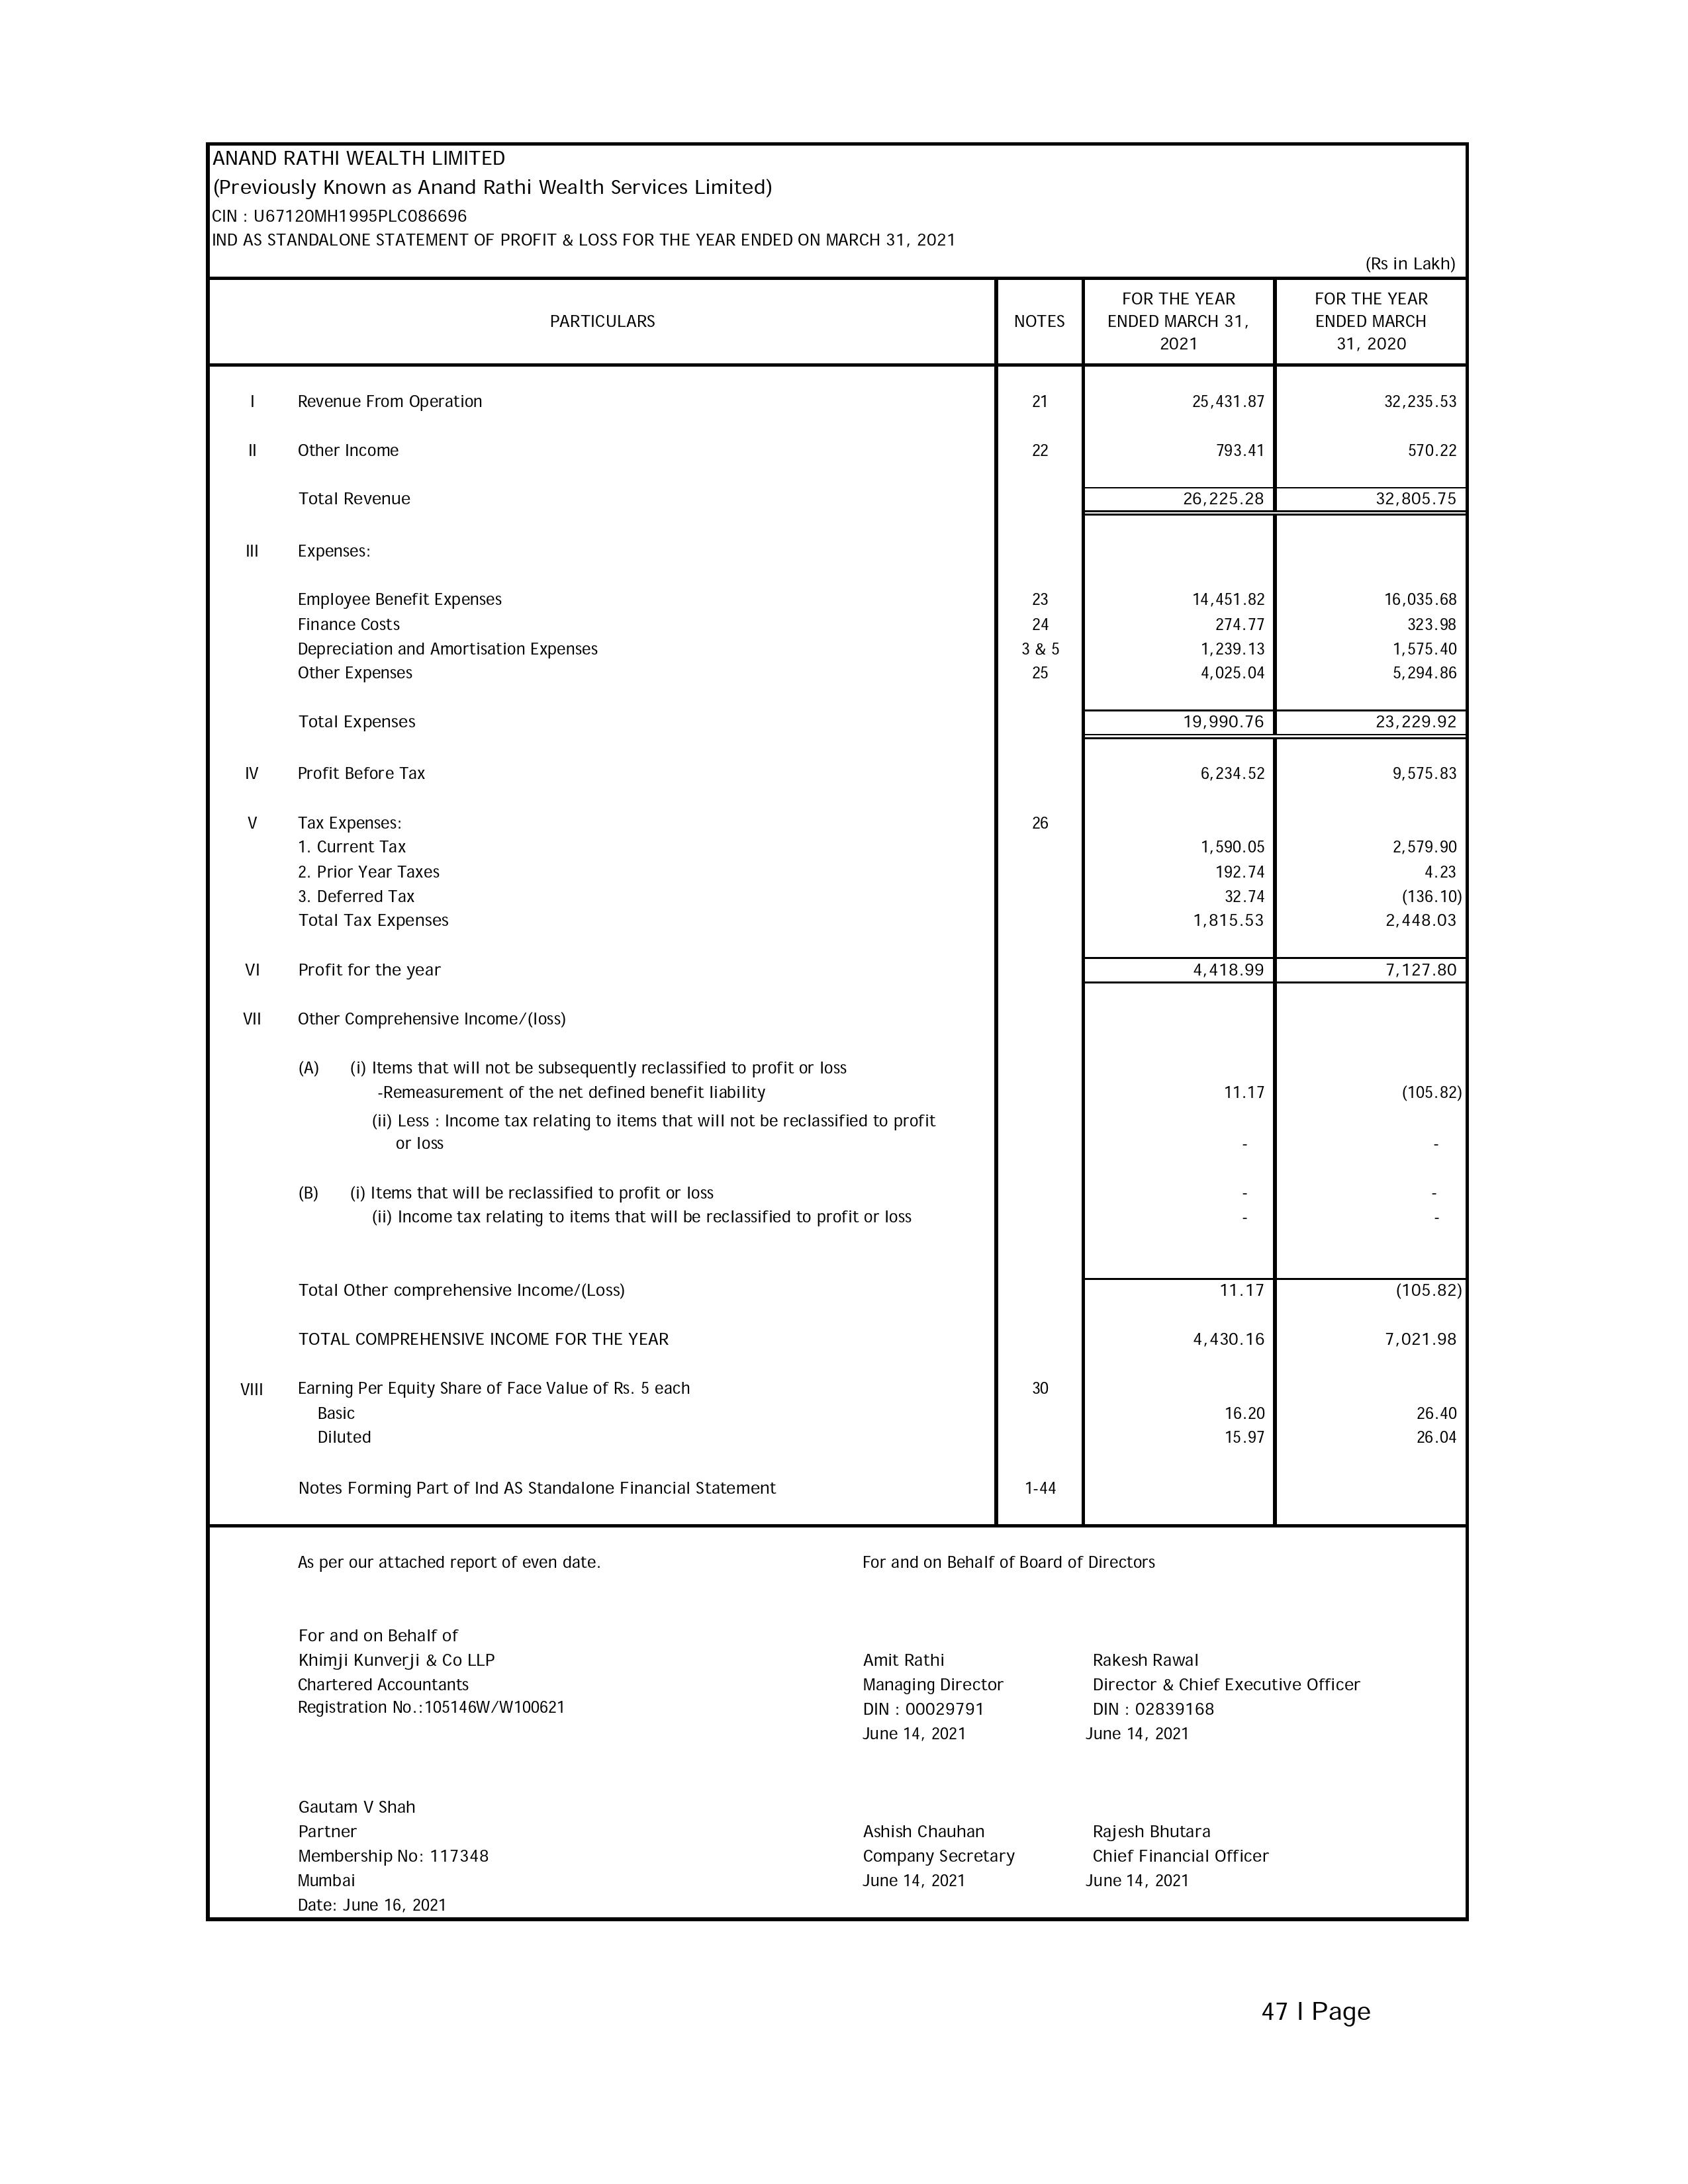 ANAND RATHI WEALTH LIMITED
(Previously Known as Anand Rathi Wealth Services Limited)
CIN : U67120MH1995PLC086696
IND AS STANDALONE STATEMENT OF PROFIT & LOSS FOR THE YEAR ENDED ON MARCH 31, 2021
(Rs in Lakh)
PARTICULARS NOTES FOR THE YEAR ENDED MARCH 31, 2021 FOR THE YEAR ENDED MARCH 31, 2020
I Revenue From Operation 21 25,431.87 32,235.53
II Other Income 22 793.41 570.22
Total Revenue 26,225.28 32,805.75
III Expenses:
Employee Benefit Expenses 23 14,451.82 16,035.68
Finance Costs 24 274.77 323.98
Depreciation and Amortisation Expenses 3 & 5 1,239.13 1,575.40
Other Expenses 25 4,025.04 5,294.86
Total Expenses 19,990.76 23,229.92
IV Profit Before Tax 6,234.52 9,575.83
V Tax Expenses: 26
1. Current Tax 1,590.05 2,579.90
2. Prior Year Taxes 192.74 4.23
3. Deferred Tax 32.74 (136.10)
Total Tax Expenses 1,815.53 2,448.03
VI Profit for the year 4,418.99 7,127.80
VII Other Comprehensive Income/(loss)
(A) (i) Items that will not be subsequently reclassified to profit or loss
-Remeasurement of the net defined benefit liability 11.17 (105.82)
(ii) Less : Income tax relating to items that will not be reclassified to profit
or loss - -
(B) (i) Items that will be reclassified to profit or loss - -
(ii) Income tax relating to items that will be reclassified to profit or loss - -
Total Other comprehensive Income/(Loss) 11.17 (105.82)
TOTAL COMPREHENSIVE INCOME FOR THE YEAR 4,430.16 7,021.98
VIII Earning Per Equity Share of Face Value of Rs. 5 each 30
Basic 16.20 26.40
Diluted 15.97 26.04
Notes Forming Part of Ind AS Standalone Financial Statement 1-44
As per our attached report of even date. For and on Behalf of Board of Directors
For and on Behalf of
Khimji Kunverji & Co LLP Amit Rathi Rakesh Rawal
Chartered Accountants Managing Director Director & Chief Executive Officer
Registration No.:105146W/W100621 DIN : 00029791 DIN : 02839168
June 14, 2021 June 14, 2021
Gautam V Shah
Partner Ashish Chauhan Rajesh Bhutara
Membership No: 117348 Company Secretary Chief Financial Officer
Mumbai June 14, 2021 June 14, 2021
Date: June 16, 2021
47 I Page